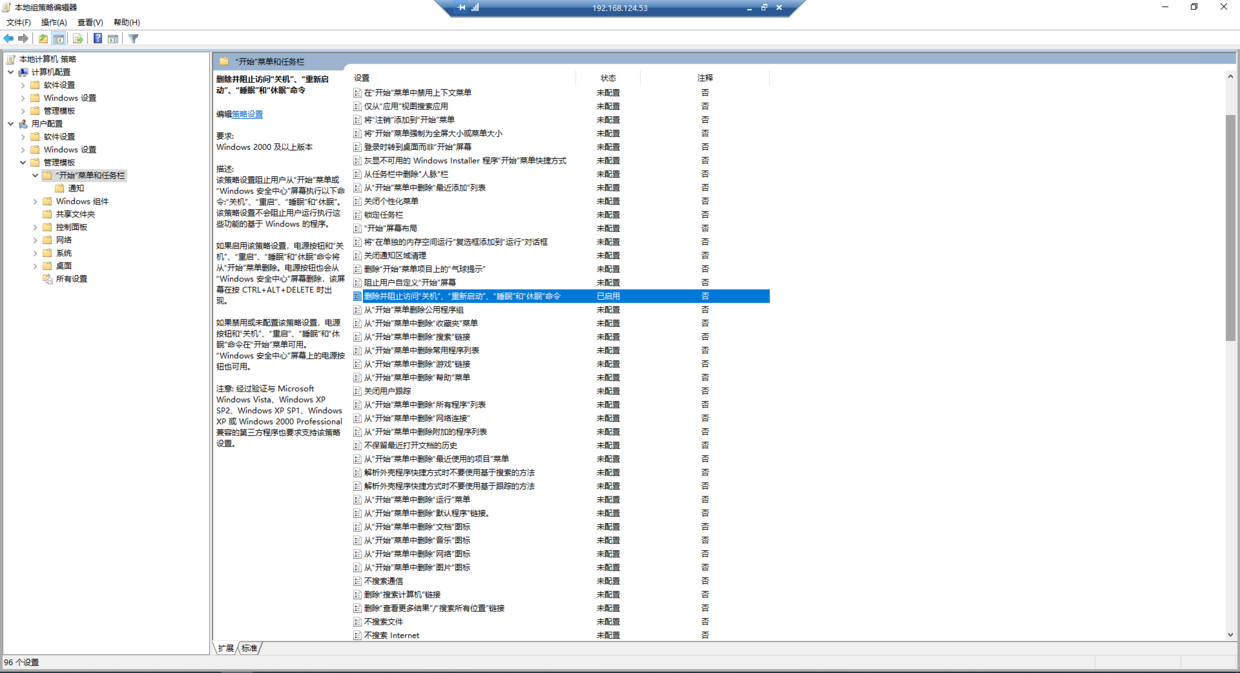 本地组策略编辑器
192.168.124.53
文件(F) 操作(A) 查看(V) 帮助(H)
本地计算机 策略
计算机配置
软件设置
Windows 设置
管理模板
用户配置
软件设置
Windows 设置
管理模板
"开始"菜单和任务栏
通知
Windows 组件
共享文件夹
控制面板
网络
系统
桌面
所有设置
"开始"菜单和任务栏
删除并阻止访问"关机"、"重新启
动"、"睡眠"和"休眠"命令
编辑策略设置
要求:
Windows 2000 及以上版本
描述:
该策略设置阻止用户从"开始"菜单或
"Windows 安全中心"屏幕执行以下命
令:"关机"、"重启"、"睡眠"和"休眠"。
该策略设置不会阻止用户运行执行这
些功能的基于 Windows 的程序。
如果启用该策略设置，电源按钮和"关
机"、"重启"、"睡眠"和"休眠"命令将
从"开始"菜单删除。电源按钮也会从
"Windows 安全中心"屏幕删除，该屏
幕在按 CTRL+ALT+DELETE 时出
现。
如果禁用或未配置该策略设置，电源
按钮和"关机"、"重启"、"睡眠"和"休
眠"命令在"开始"菜单可用。
"Windows 安全中心"屏幕上的电源按
钮也可用。
注意: 经过验证与 Microsoft
Windows Vista、Windows XP
SP2、Windows XP SP1、Windows
XP 或 Windows 2000 Professional
兼容的第三方程序也要求支持该策略
设置。
设置 状态 注释
在"开始"菜单中禁用上下文菜单 未配置 否
仅从"应用"视图搜索应用 未配置 否
将"注销"添加到"开始"菜单 未配置 否
将"开始"菜单强制为全屏大小或菜单大小 未配置 否
登录时转到桌面而非"开始"屏幕 未配置 否
灰显不可用的 Windows Installer 程序"开始"菜单快捷方式 未配置 否
从任务栏中删除"人脉"栏 未配置 否
从"开始"菜单中删除"最近添加"列表 未配置 否
关闭个性化菜单 未配置 否
锁定任务栏 未配置 否
"开始"屏幕布局 未配置 否
将"在单独的内存空间运行"复选框添加到"运行"对话框 未配置 否
关闭通知区域清理 未配置 否
删除"开始"菜单项目上的"气球提示" 未配置 否
阻止用户自定义"开始"屏幕 未配置 否
删除并阻止访问"关机"、"重新启动"、"睡眠"和"休眠"命令 已启用 否
从"开始"菜单删除公用程序组 未配置 否
从"开始"菜单中删除"收藏夹"菜单 未配置 否
从"开始"菜单中删除"搜索"链接 未配置 否
从"开始"菜单中删除常用程序列表 未配置 否
从"开始"菜单中删除"游戏"链接 未配置 否
从"开始"菜单中删除"帮助"菜单 未配置 否
关闭用户跟踪 未配置 否
从"开始"菜单中删除"所有程序"列表 未配置 否
从"开始"菜单中删除"网络连接" 未配置 否
从"开始"菜单中删除附加的程序列表 未配置 否
不保留最近打开文档的历史 未配置 否
从"开始"菜单中删除"最近使用的项目"菜单 未配置 否
解析外壳程序快捷方式时不要使用基于搜索的方法 未配置 否
解析外壳程序快捷方式时不要使用基于跟踪的方法 未配置 否
从"开始"菜单中删除"运行"菜单 未配置 否
从"开始"菜单中删除"默认程序"链接。 未配置 否
从"开始"菜单中删除"文档"图标 未配置 否
从"开始"菜单中删除"音乐"图标 未配置 否
从"开始"菜单中删除"网络"图标 未配置 否
从"开始"菜单中删除"图片"图标 未配置 否
不搜索通信 未配置 否
删除"搜索计算机"链接 未配置 否
删除"查看更多结果"/"搜索所有位置"链接 未配置 否
不搜索文件 未配置 否
不搜索 Internet 未配置 否
扩展 标准
96 个设置